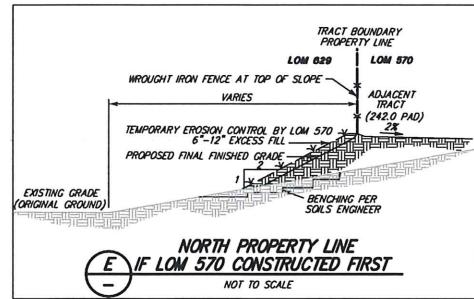 TRACT BOUNDARY
PROPERTY LINE
LOM 629 LOM 570
WROUGHT IRON FENCE AT TOP OF SLOPE
VARIES
ADJACENT
TRACT
(242.0 PAD)
2%
TEMPORARY EROSION CONTROL BY LOM 570
6"-12" EXCESS FILL
PROPOSED FINAL FINISHED GRADE
2
1
EXISTING GRADE
(ORIGINAL GROUND)
BENCHING PER
SOILS ENGINEER
E
-
NORTH PROPERTY LINE
IF LOM 570 CONSTRUCTED FIRST
NOT TO SCALE